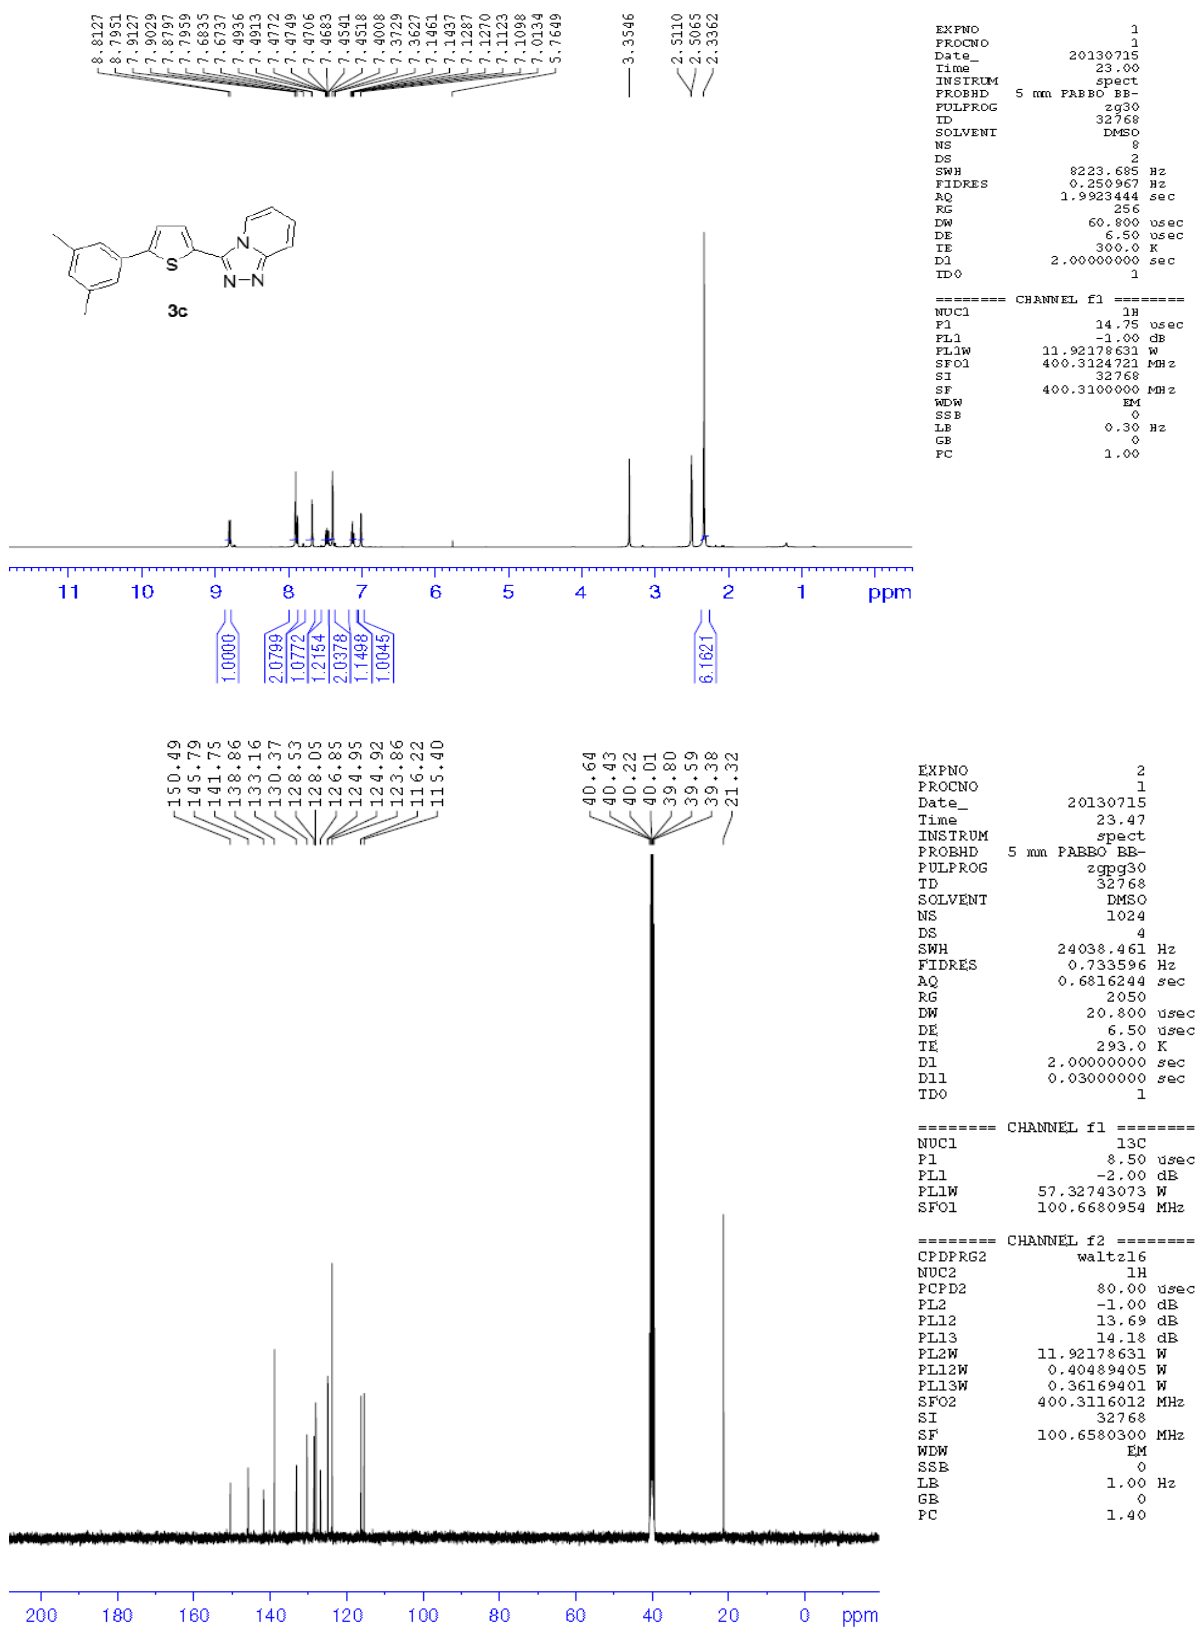 8.8127
8.7951
7.9127
7.9029
7.8797
7.7959
7.6835
7.6737
7.4936
7.4913
7.4772
7.4749
7.4706
7.4683
7.4541
7.4518
7.4008
7.3729
7.3627
7.1461
7.1437
7.1287
7.1270
7.1123
7.1098
7.0134
5.7649
3.3546
2.5110
2.5065
2.3362
EXPNO 1
PROCNO 1
Date_ 20130715
Time 23.00
INSTRUM spect
PROBHD 5 mm PABBO BB-
PULPROG zg30
TD 32768
SOLVENT DMSO
NS 8
DS 2
SWH 8223.685 Hz
FIDRES 0.250967 Hz
AQ 1.9923444 sec
RG 256
DW 60.800 usec
DE 6.50 usec
TE 300.0 K
D1 2.00000000 sec
TD0 1
======== CHANNEL f1 ========
NUC1 1H
P1 14.75 usec
PL1 -1.00 dB
PL1W 11.92178631 W
SFO1 400.3124721 MHz
SI 32768
SF 400.3100000 MHz
WDW EM
SSB 0
LB 0.30 Hz
GB 0
PC 1.00
N
S
N N
3c
11 10 9 8 7 6 5 4 3 2 1 ppm
1.0000
2.0799
1.0772
1.2154
2.0378
1.1498
1.0045
6.1621
150.49
145.79
141.75
138.86
133.16
130.37
128.53
128.05
126.85
124.95
124.92
123.86
116.22
115.40
40.64
40.43
40.22
40.01
39.80
39.59
39.38
21.32
EXPNO 2
PROCNO 1
Date_ 20130715
Time 23.47
INSTRUM spect
PROBHD 5 mm PABBO BB-
PULPROG zgpg30
TD 32768
SOLVENT DMSO
NS 1024
DS 4
SWH 24038.461 Hz
FIDRES 0.733596 Hz
AQ 0.6816244 sec
RG 2050
DW 20.800 usec
DE 6.50 usec
TE 293.0 K
D1 2.00000000 sec
D11 0.03000000 sec
TD0 1
======== CHANNEL f1 ========
NUC1 13C
P1 8.50 usec
PL1 -2.00 dB
PL1W 57.32743073 W
SFO1 100.6680954 MHz
======== CHANNEL f2 ========
CPDPRG2 waltz16
NUC2 1H
PCPD2 80.00 usec
PL2 -1.00 dB
PL12 13.69 dB
PL13 14.18 dB
PL2W 11.92178631 W
PL12W 0.40489405 W
PL13W 0.36169401 W
SFO2 400.3116012 MHz
SI 32768
SF 100.6580300 MHz
WDW EM
SSB 0
LB 1.00 Hz
GB 0
PC 1.40
200 180 160 140 120 100 80 60 40 20 0 ppm